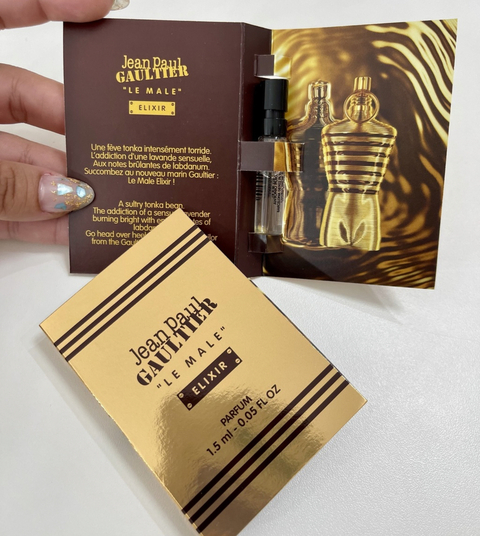 Jean Paul
GAULTIER
"LE MALE"
ELIXIR
Une fève tonka intensément torride.
L'addiction d'une lavande sensuelle,
Aux notes brûlantes de labdanum.
Succombez au nouveau marin Gaultier :
Le Male Elixir !
A sultry tonka bean
The addiction of a lavender
burning bright with
Go head over
from the
Jean Paul
GAULTIER
"LE MALE"
ELIXIR
PARFUM
1.5 ml - 0.05 FL OZ